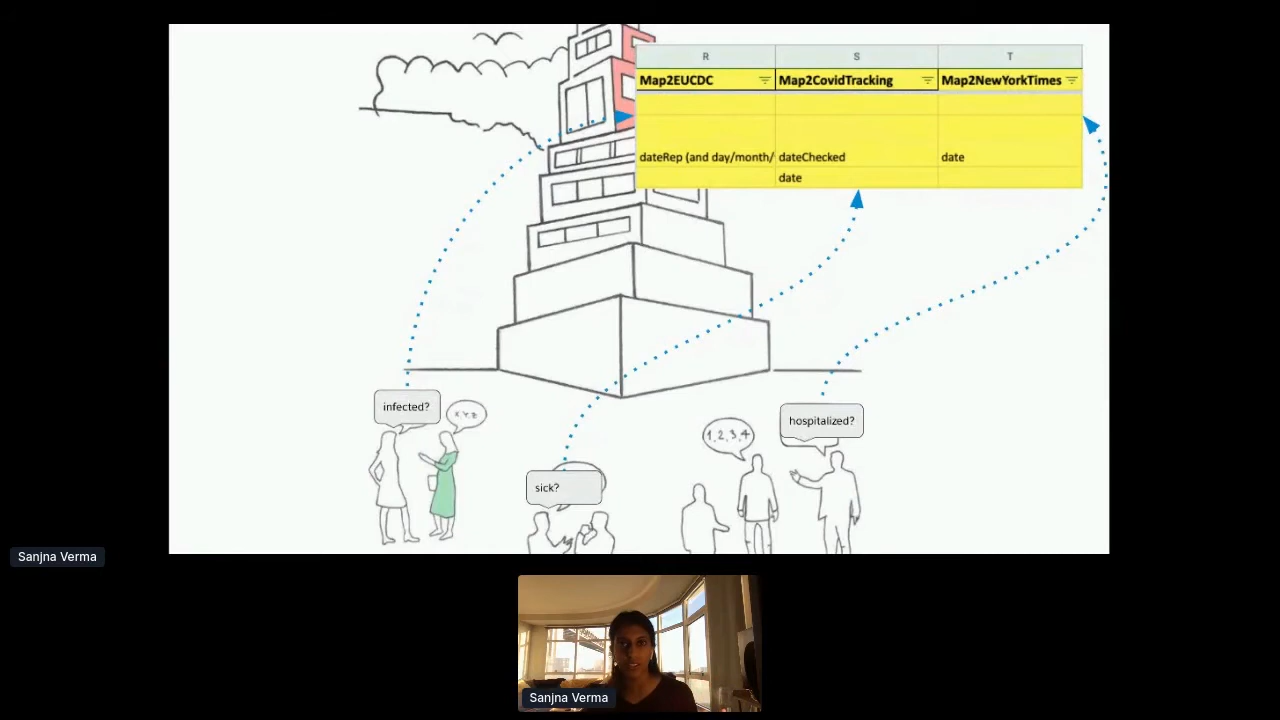 R S T
Map2EUCDC Map2CovidTracking Map2NewYorkTimes
dateRep (and day/month/ dateChecked date
date
infected?
X Y, Z
hospitalized?
1, 2, 3, 4
sick?
Sanjna Verma
Sanjna Verma